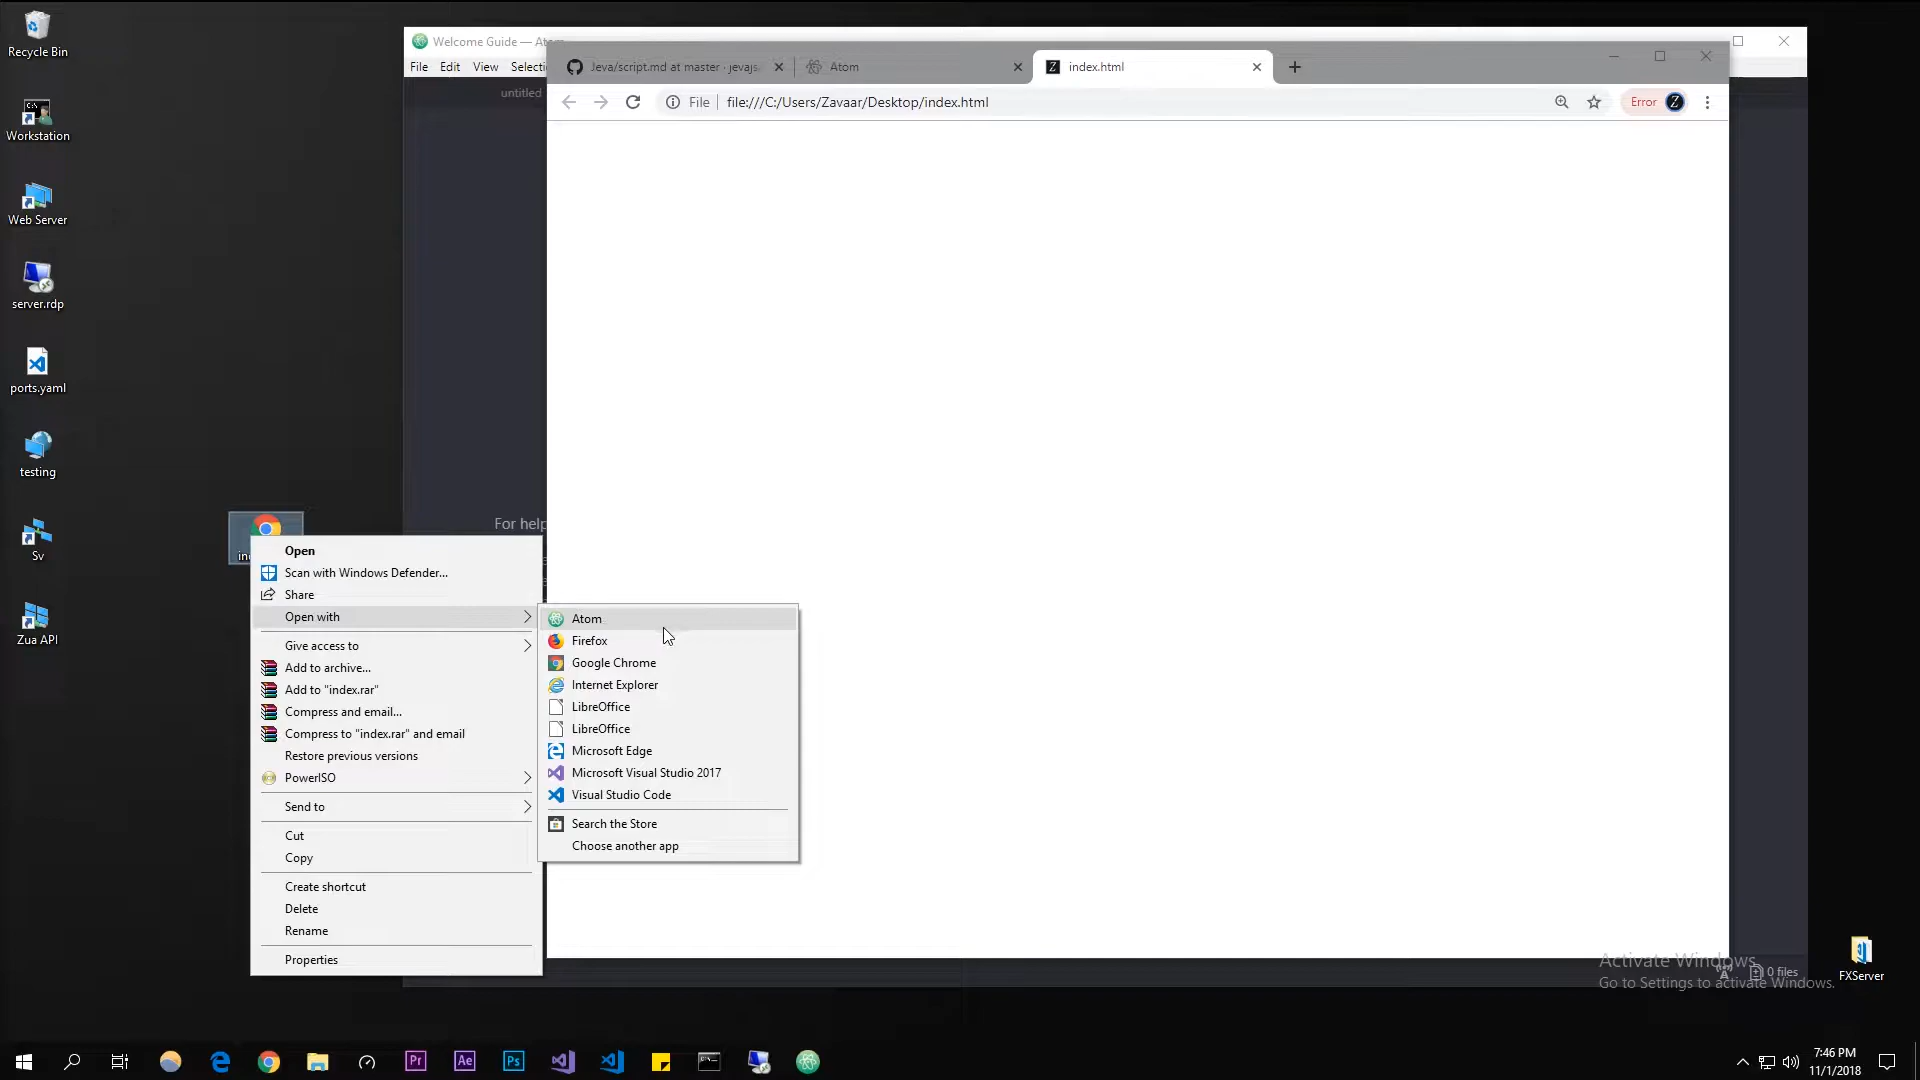 Recycle Bin
Workstation
Web Server
server.rdp
ports.yaml
testing
Sv
Zua API
Welcome Guide — Atom
File Edit View Selecti
untitled
For help
Jeva/script.md at master · jevajs
Atom
index.html
File
file:///C:/Users/Zavaar/Desktop/index.html
Error
Open
Scan with Windows Defender...
Share
Open with
Give access to
Add to archive...
Add to "index.rar"
Compress and email...
Compress to "index.rar" and email
Restore previous versions
PowerISO
Send to
Cut
Copy
Create shortcut
Delete
Rename
Properties
Atom
Firefox
Google Chrome
Internet Explorer
LibreOffice
LibreOffice
Microsoft Edge
Microsoft Visual Studio 2017
Visual Studio Code
Search the Store
Choose another app
Activate Windows
Go to Settings to activate Windows.
0 files
FXServer
Pr
Ae
Ps
7:46 PM
11/1/2018